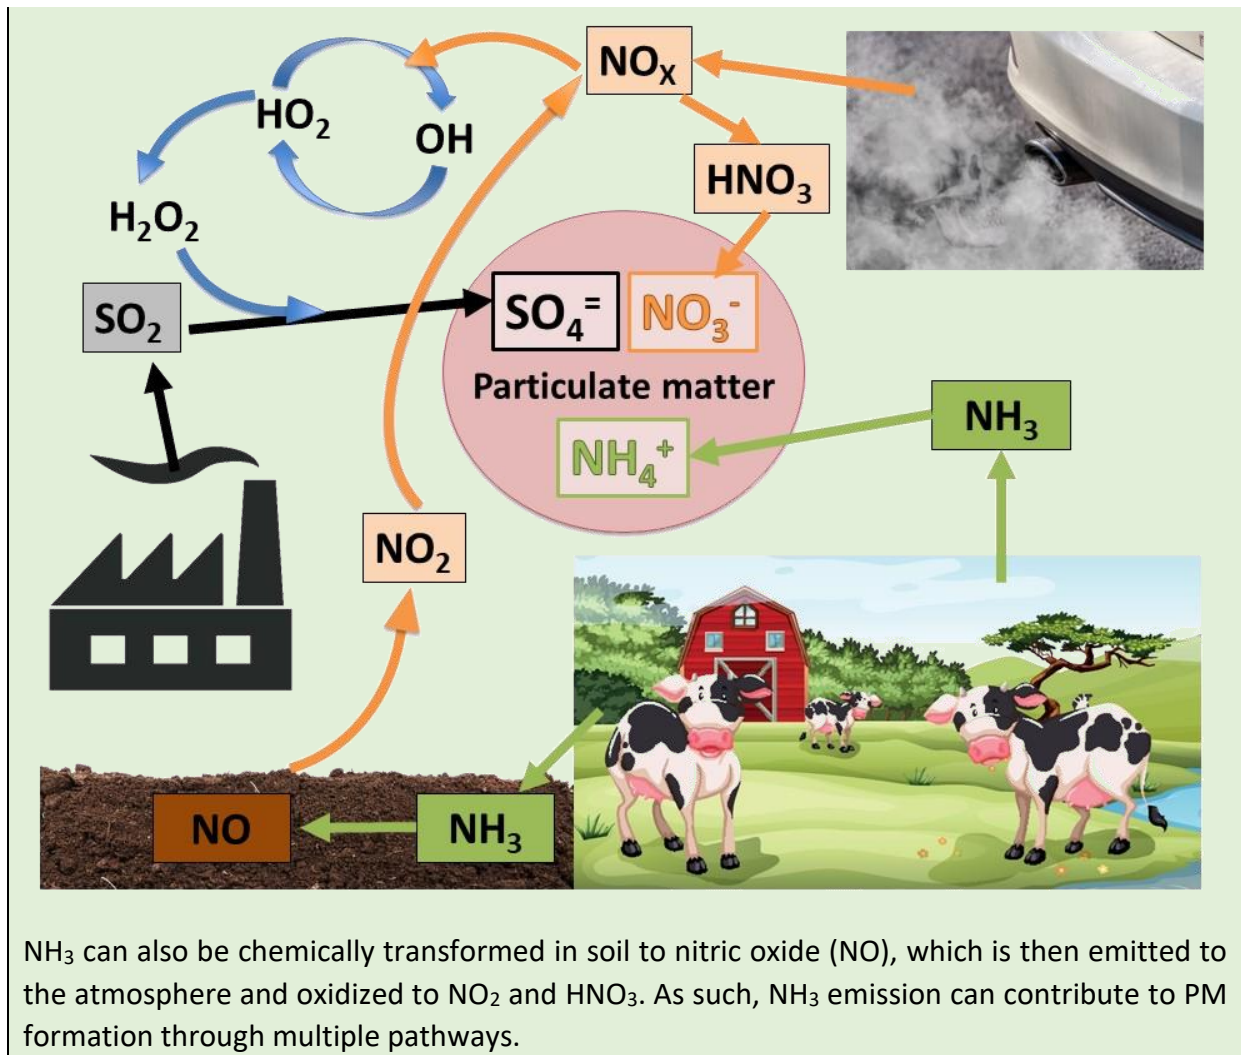 NOₓ
HO₂
OH
HNO₃
H₂O₂
SO₂
SO₄⁼
NO₃⁻
Particulate matter
NH₃
NH₄⁺
NO₂
NO
NH₃
NH₃ can also be chemically transformed in soil to nitric oxide (NO), which is then emitted to
the atmosphere and oxidized to NO₂ and HNO₃. As such, NH₃ emission can contribute to PM
formation through multiple pathways.